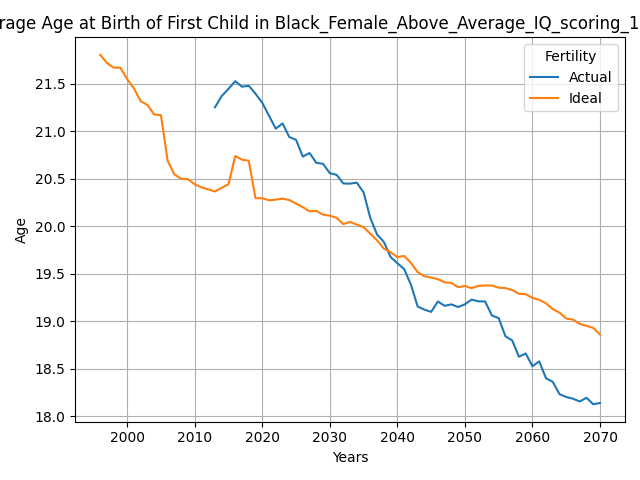 rage Age at Birth of First Child in Black_Female_Above_Average_IQ_scoring_1
Fertility
Actual
Ideal
21.5
21.0
20.5
20.0
19.5
19.0
18.5
18.0
Age
2000 2010 2020 2030 2040 2050 2060 2070
Years